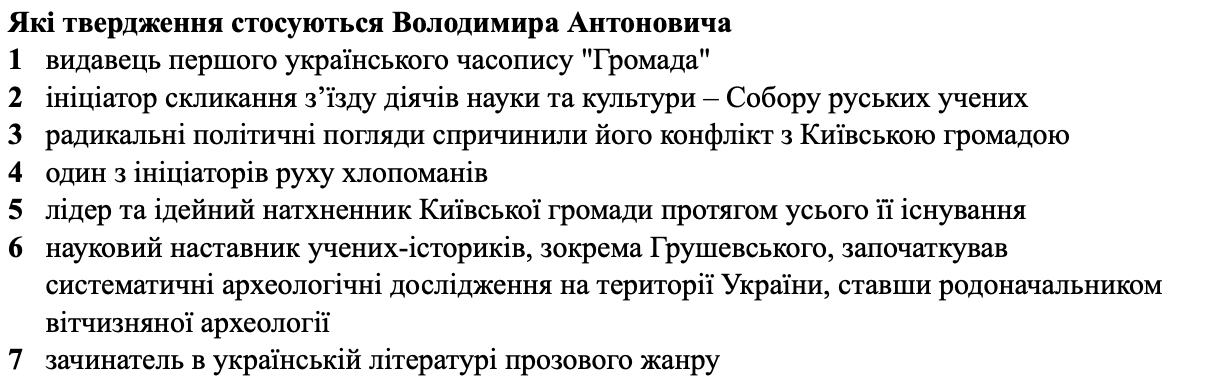 Які твердження стосуються Володимира Антоновича
1 видавець першого українського часопису "Громада"
2 ініціатор скликання з’їзду діячів науки та культури – Собору руських учених
3 радикальні політичні погляди спричинили його конфлікт з Київською громадою
4 один з ініціаторів руху хлопоманів
5 лідер та ідейний натхненник Київської громади протягом усього її існування
6 науковий наставник учених-істориків, зокрема Грушевського, започаткував
систематичні археологічні дослідження на території України, ставши родоначальником
вітчизняної археології
7 зачинатель в українській літературі прозового жанру